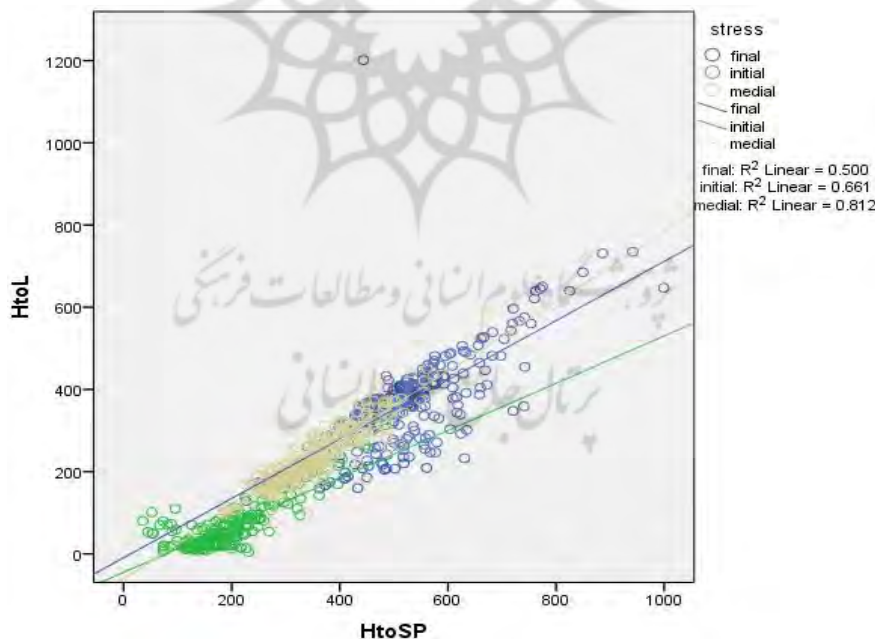 stress
final
initial
medial
final
initial
medial
final: R² Linear = 0.500
initial: R² Linear = 0.661
medial: R² Linear = 0.812
1200
1000
800
600
400
200
0
HtoL
0 200 400 600 800 1000
HtoSP
پژوهشگاه علوم انسانی و مطالعات فرهنگی
پرتال جامع علوم انسانی